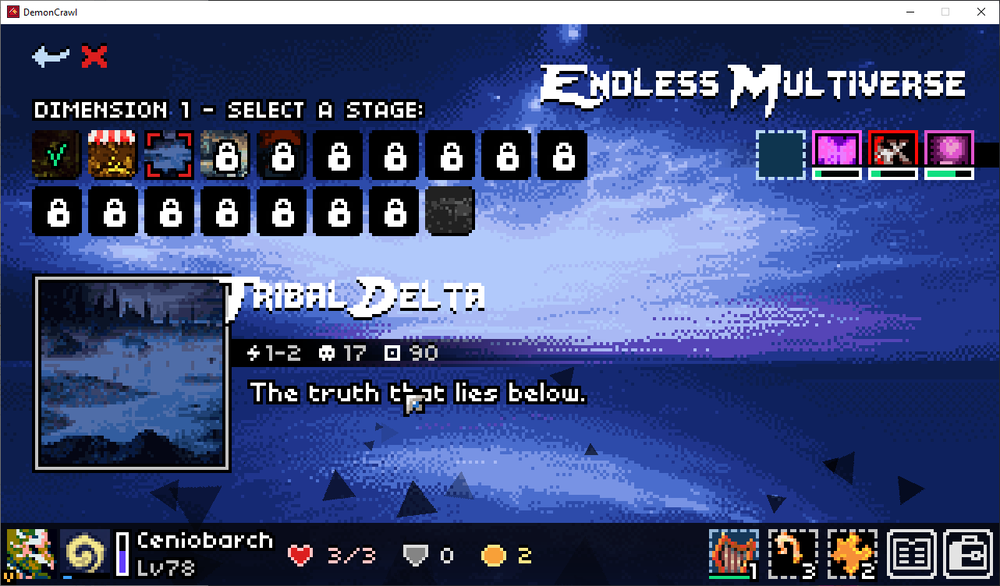 DemonCrawl
Endless Multiverse
Dimension 1 - Select a stage:
Tribal Delta
1-2 17 90
The truth that lies below.
Ceniobarch
Lv78
3/3 0 2
1 3 2